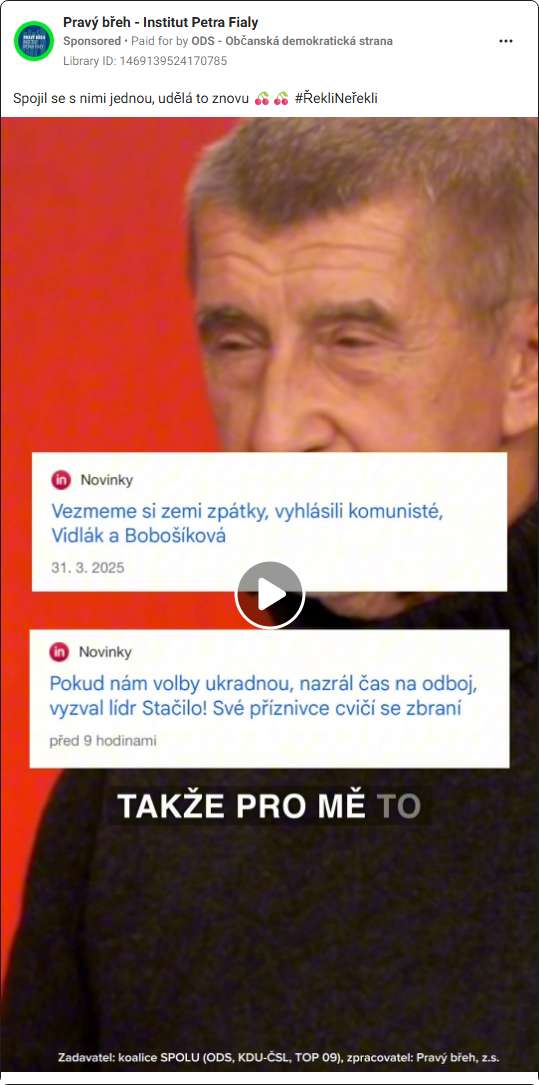 Pravý břeh - Institut Petra Fialy
Sponsored • Paid for by ODS - Občanská demokratická strana
Library ID: 1469139524170785
Spojil se s nimi jednou, udělá to znovu 🍒🍒 #ŘekliNeřekli
in Novinky
Vezmeme si zemi zpátky, vyhlásili komunisté,
Vidlák a Bobošíková
31. 3. 2025
in Novinky
Pokud nám volby ukradnou, nazrál čas na odboj,
vyzval lídr Stačilo! Své příznivce cvičí se zbraní
před 9 hodinami
TAKŽE PRO MĚ TO
Zadavatel: koalice SPOLU (ODS, KDU-ČSL, TOP 09), zpracovatel: Pravý břeh, z.s.